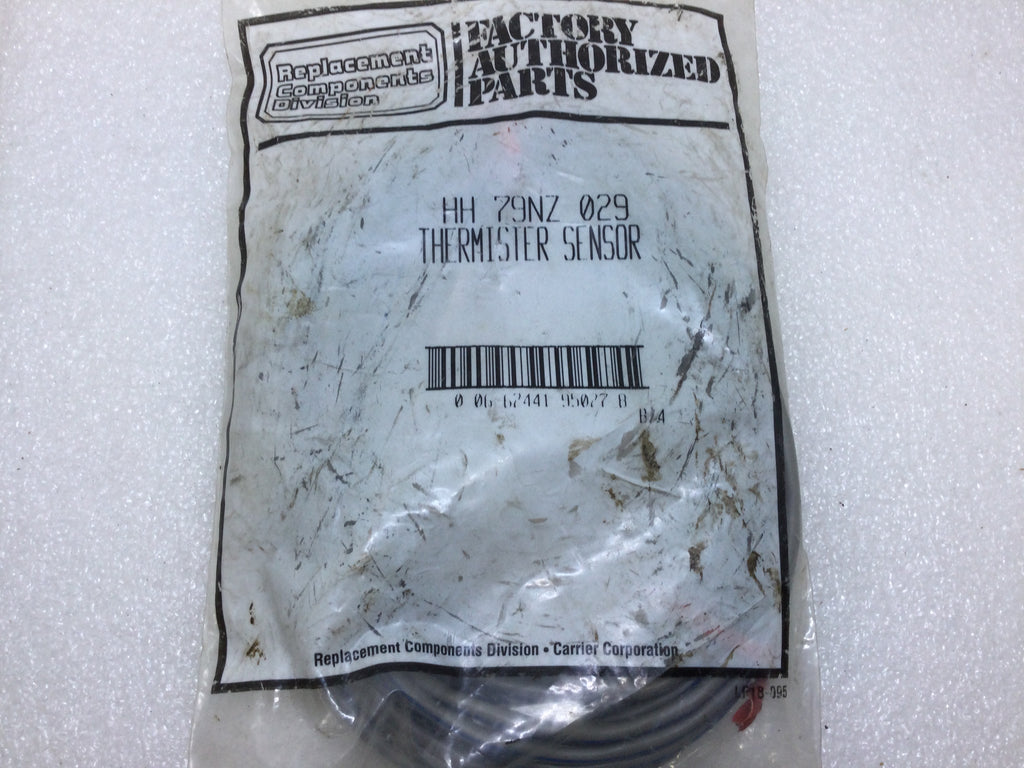 Replacement
Components
Division
FACTORY
AUTHORIZED
PARTS
HH 79NZ 029
THERMISTER SENSOR
0 06 62441 95027 8
B/4
Replacement Components Division • Carrier Corporation